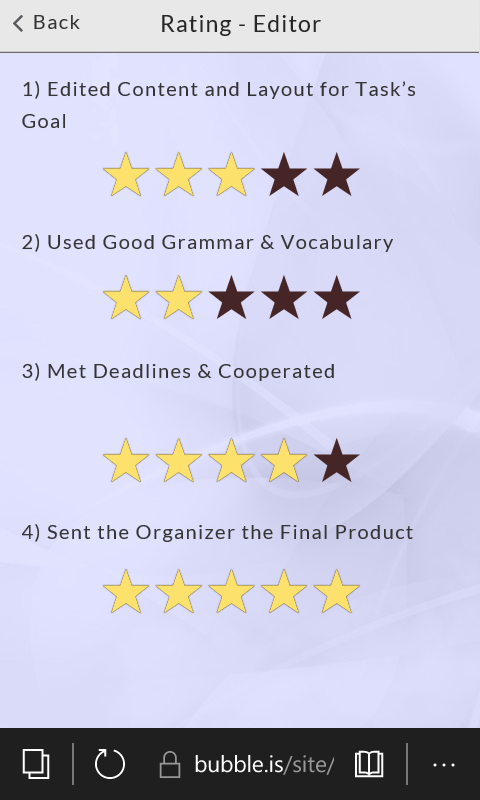 Back
Rating - Editor
1) Edited Content and Layout for Task’s
Goal
2) Used Good Grammar & Vocabulary
3) Met Deadlines & Cooperated
4) Sent the Organizer the Final Product
bubble.is/site/